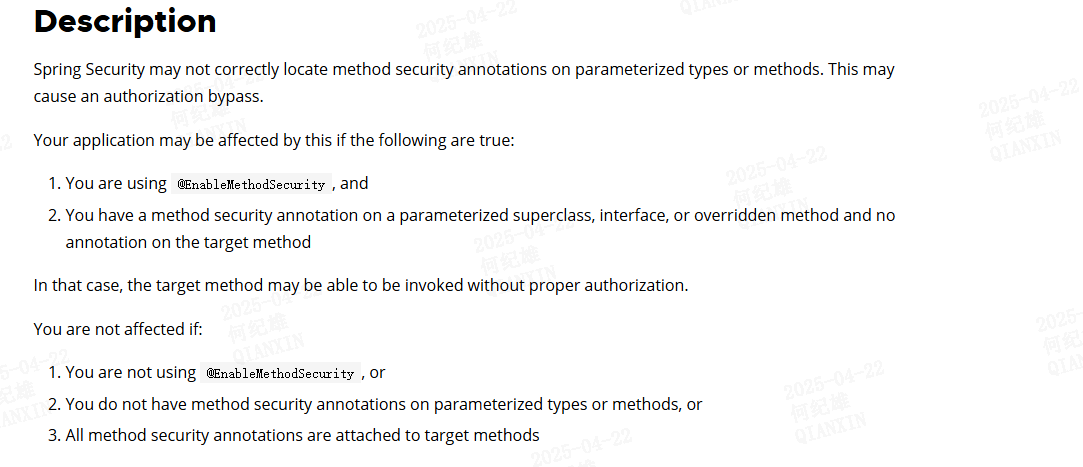 Description
Spring Security may not correctly locate method security annotations on parameterized types or methods. This may
cause an authorization bypass.
Your application may be affected by this if the following are true:
1. You are using @EnableMethodSecurity , and
2. You have a method security annotation on a parameterized superclass, interface, or overridden method and no
annotation on the target method
In that case, the target method may be able to be invoked without proper authorization.
You are not affected if:
1. You are not using @EnableMethodSecurity , or
2. You do not have method security annotations on parameterized types or methods, or
3. All method security annotations are attached to target methods
2025-04-22
何纪雄
QIANXIN